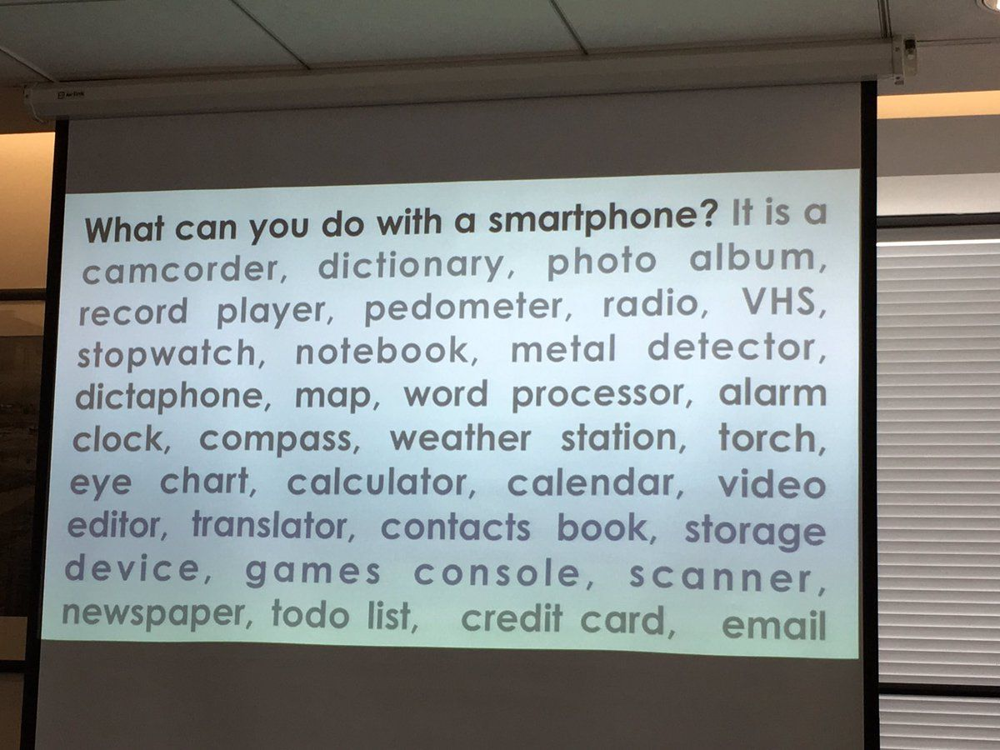 What can you do with a smartphone? It is a
camcorder, dictionary, photo album,
record player, pedometer, radio, VHS,
stopwatch, notebook, metal detector,
dictaphone, map, word processor, alarm
clock, compass, weather station, torch,
eye chart, calculator, calendar, video
editor, translator, contacts book, storage
device, games console, scanner,
newspaper, todo list, credit card, email